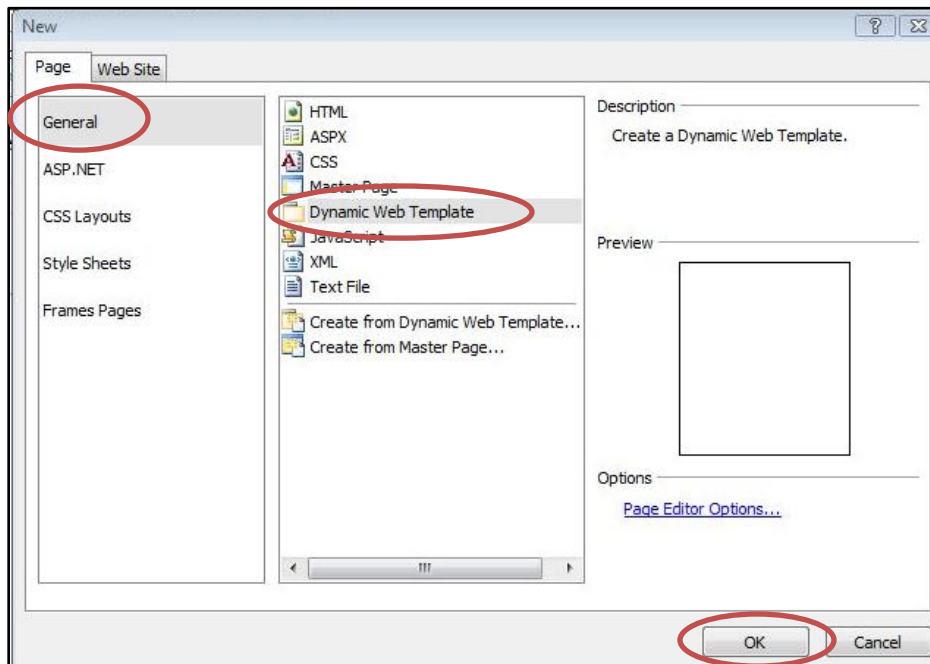 New
Page
Web Site
General
ASP.NET
CSS Layouts
Style Sheets
Frames Pages
HTML
ASPX
CSS
Master Page
Dynamic Web Template
JavaScript
XML
Text File
Create from Dynamic Web Template...
Create from Master Page...
Description
Create a Dynamic Web Template.
Preview
Options
Page Editor Options...
OK
Cancel